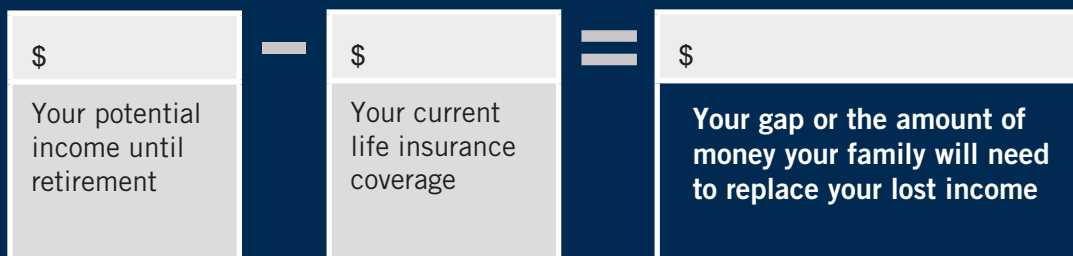 $
$
$
Your potential
income until
retirement
Your current
life insurance
coverage
Your gap or the amount of
money your family will need
to replace your lost income